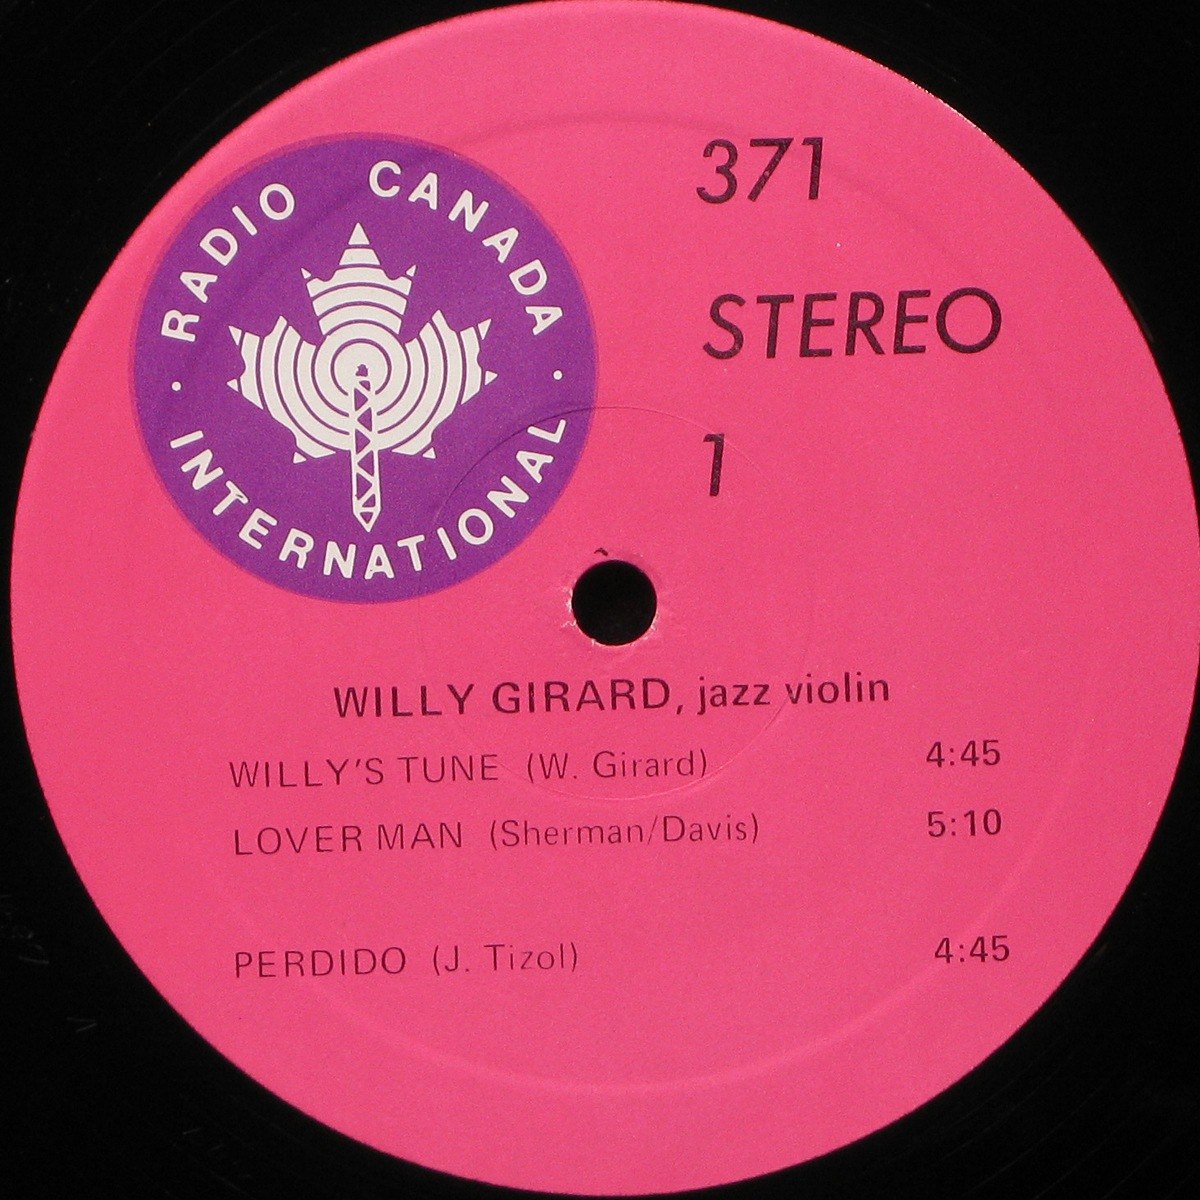 RADIO CANADA
INTERNATIONAL
371
STEREO
1
WILLY GIRARD, jazz violin
WILLY'S TUNE (W. Girard) 4:45
LOVER MAN (Sherman/Davis) 5:10
PERDIDO (J. Tizol) 4:45